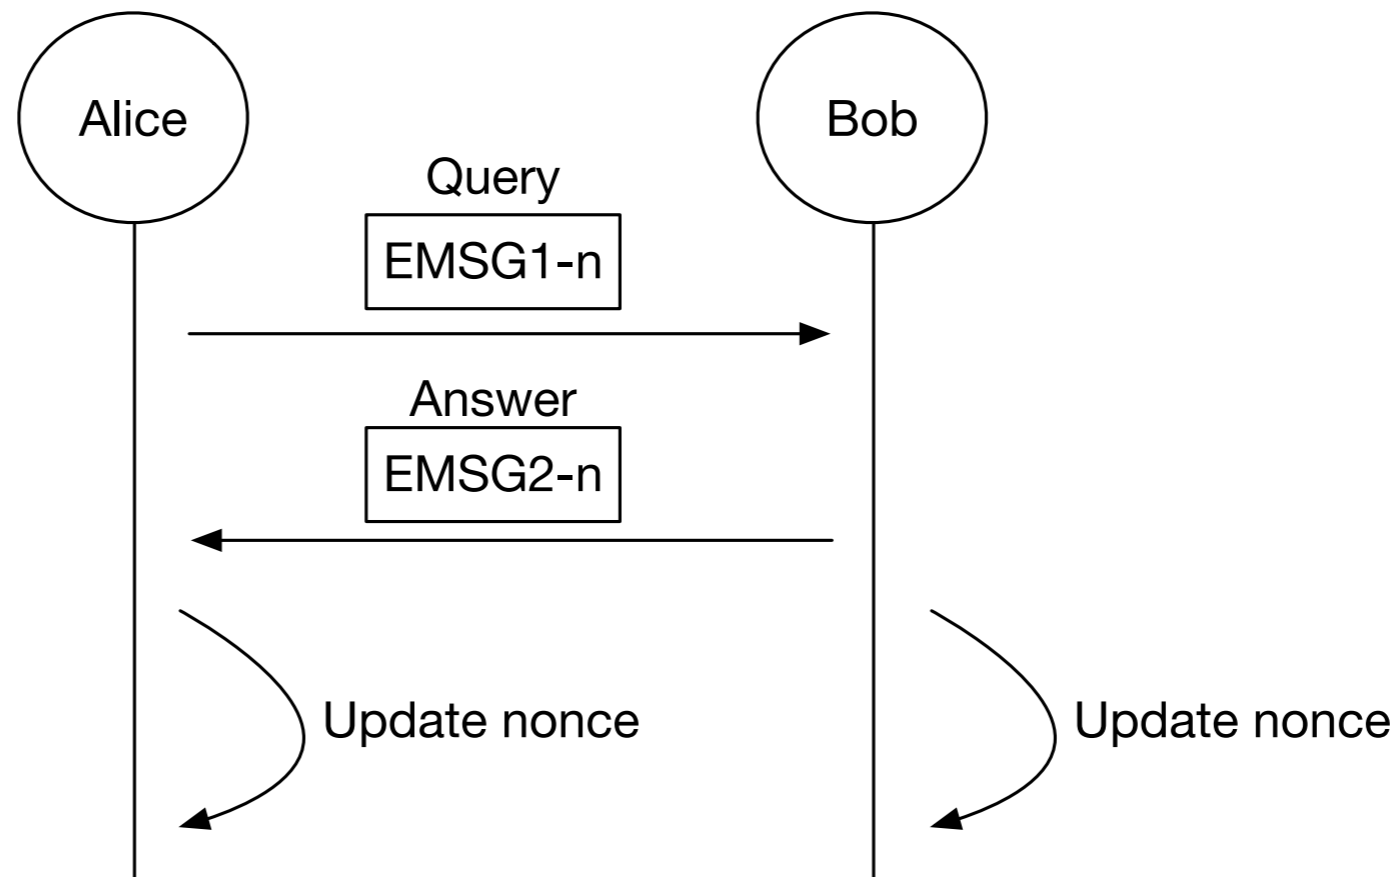 Alice
Bob
Query
EMSG1-n
Answer
EMSG2-n
Update nonce
Update nonce